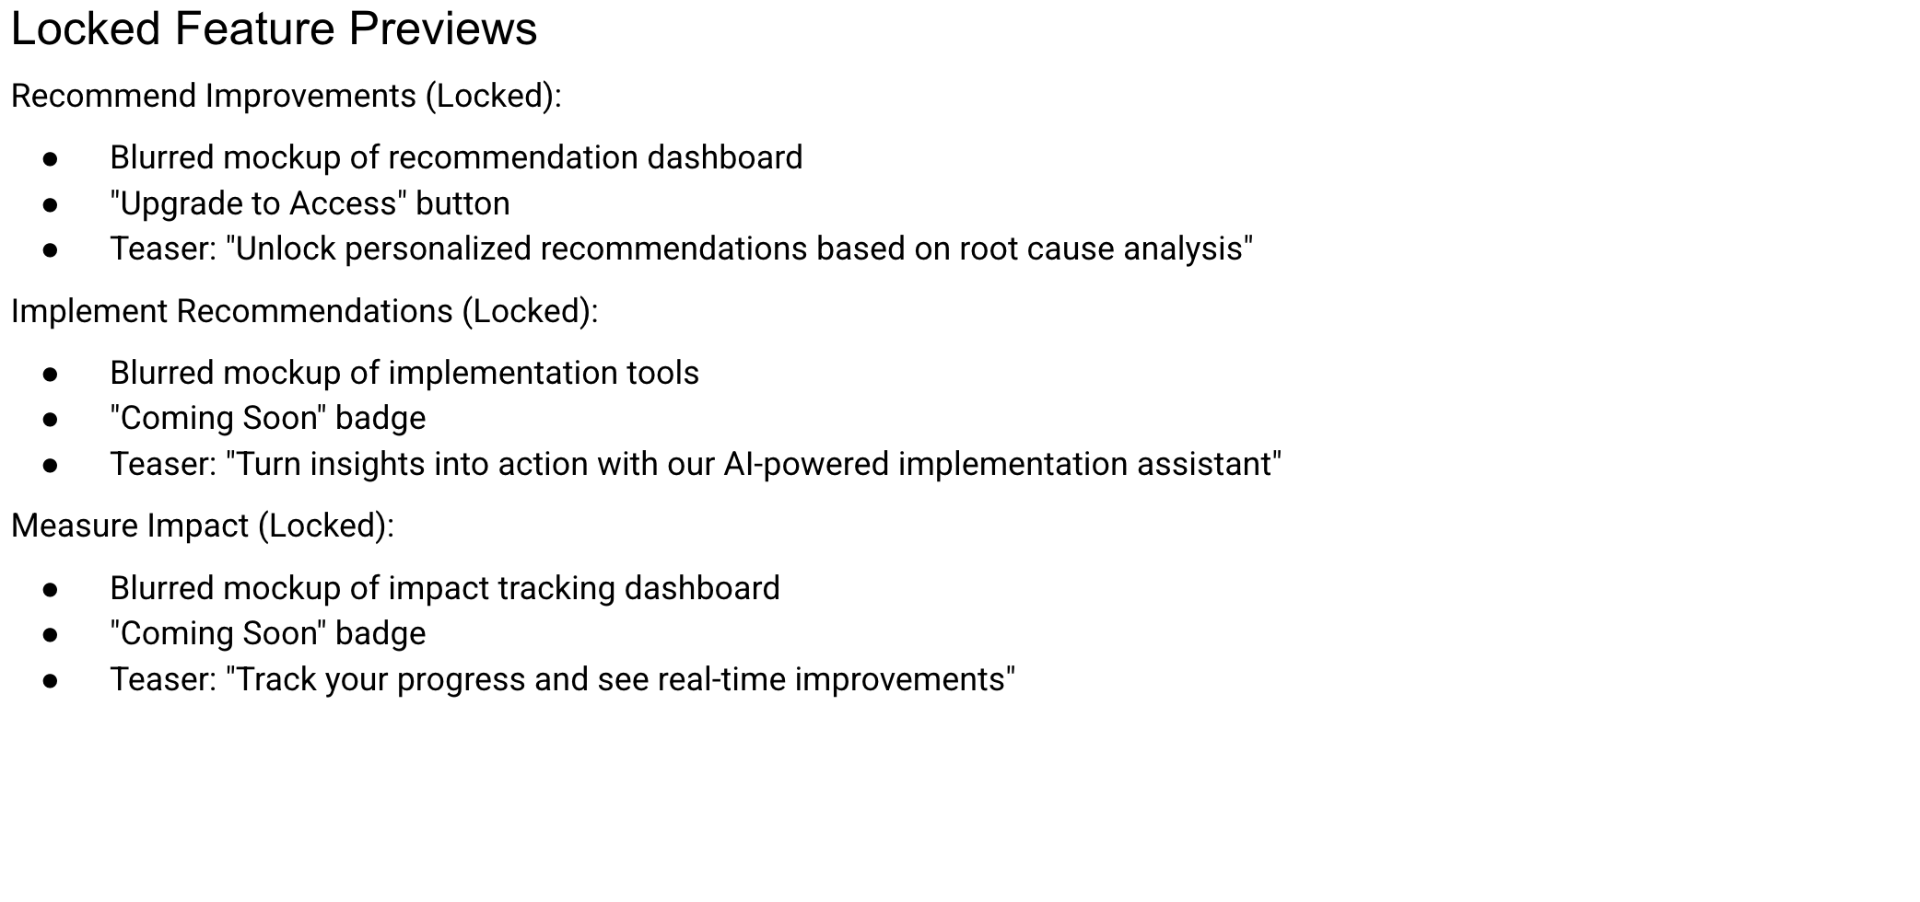 Locked Feature Previews
Recommend Improvements (Locked):
● Blurred mockup of recommendation dashboard
● "Upgrade to Access" button
● Teaser: "Unlock personalized recommendations based on root cause analysis"
Implement Recommendations (Locked):
● Blurred mockup of implementation tools
● "Coming Soon" badge
● Teaser: "Turn insights into action with our AI-powered implementation assistant"
Measure Impact (Locked):
● Blurred mockup of impact tracking dashboard
● "Coming Soon" badge
● Teaser: "Track your progress and see real-time improvements"